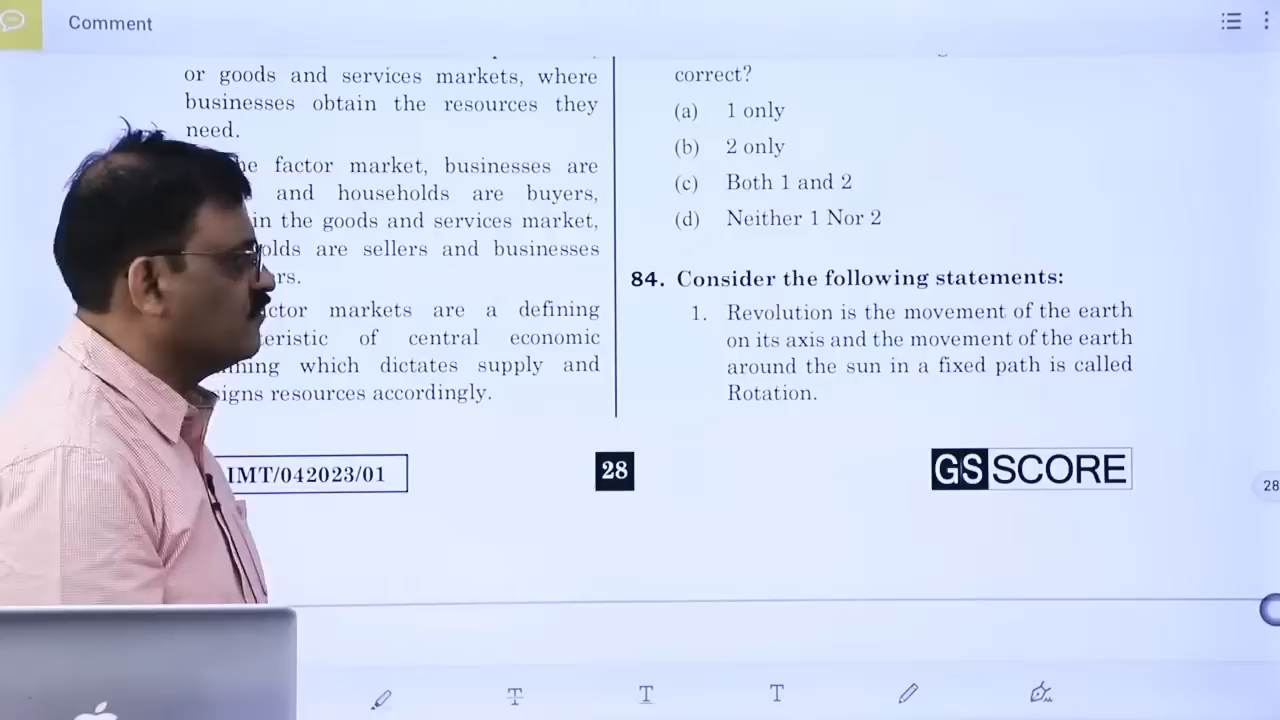 Comment
or goods and services markets, where
businesses obtain the resources they
need.
factor market, businesses are
and households are buyers,
in the goods and services market,
are sellers and businesses
markets are a defining
of central economic
which dictates supply and
resources accordingly.
correct?
(a) 1 only
(b) 2 only
(c) Both 1 and 2
(d) Neither 1 Nor 2
84. Consider the following statements:
1. Revolution is the movement of the earth
on its axis and the movement of the earth
around the sun in a fixed path is called
Rotation.
IMT/042023/01
28
GS SCORE
28
T
T
T